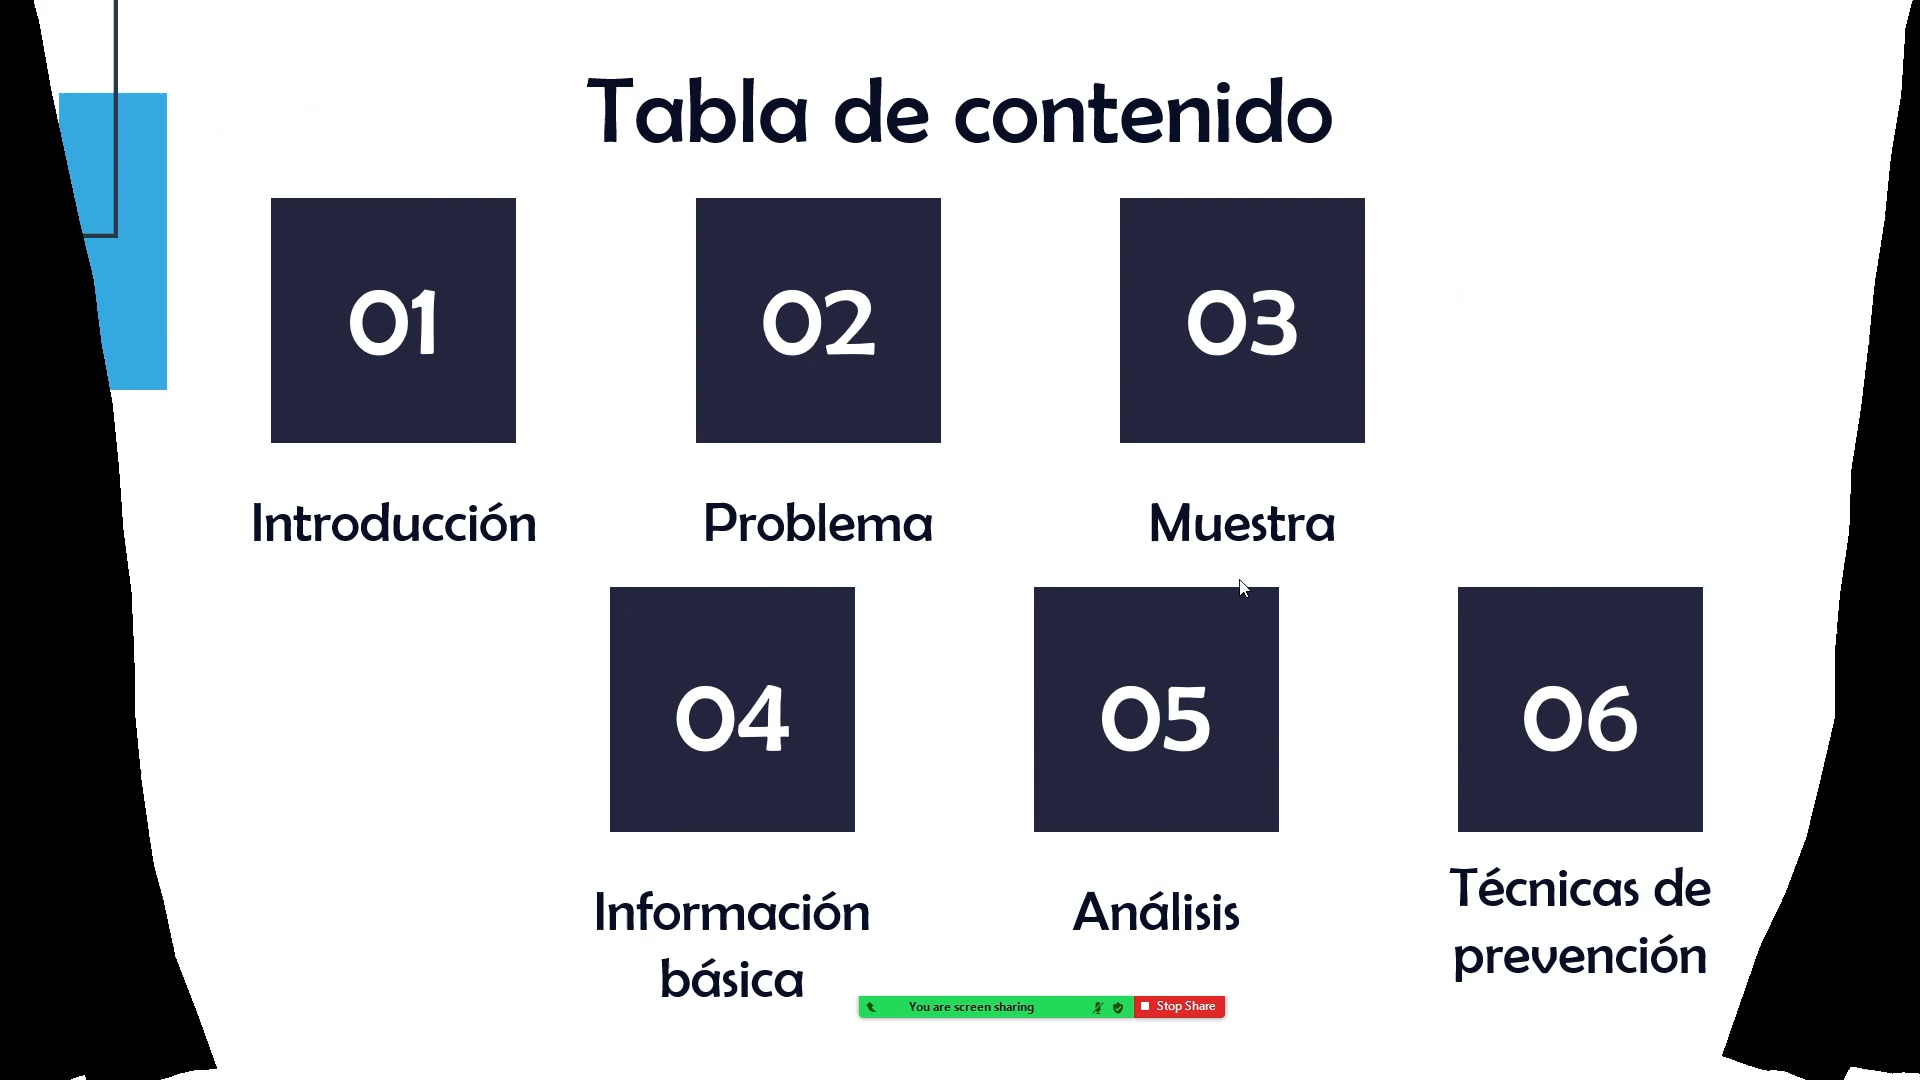 Tabla de contenido
01
02
03
Introducción
Problema
Muestra
04
05
06
Información
básica
Análisis
Técnicas de
prevención
You are screen sharing
Stop Share